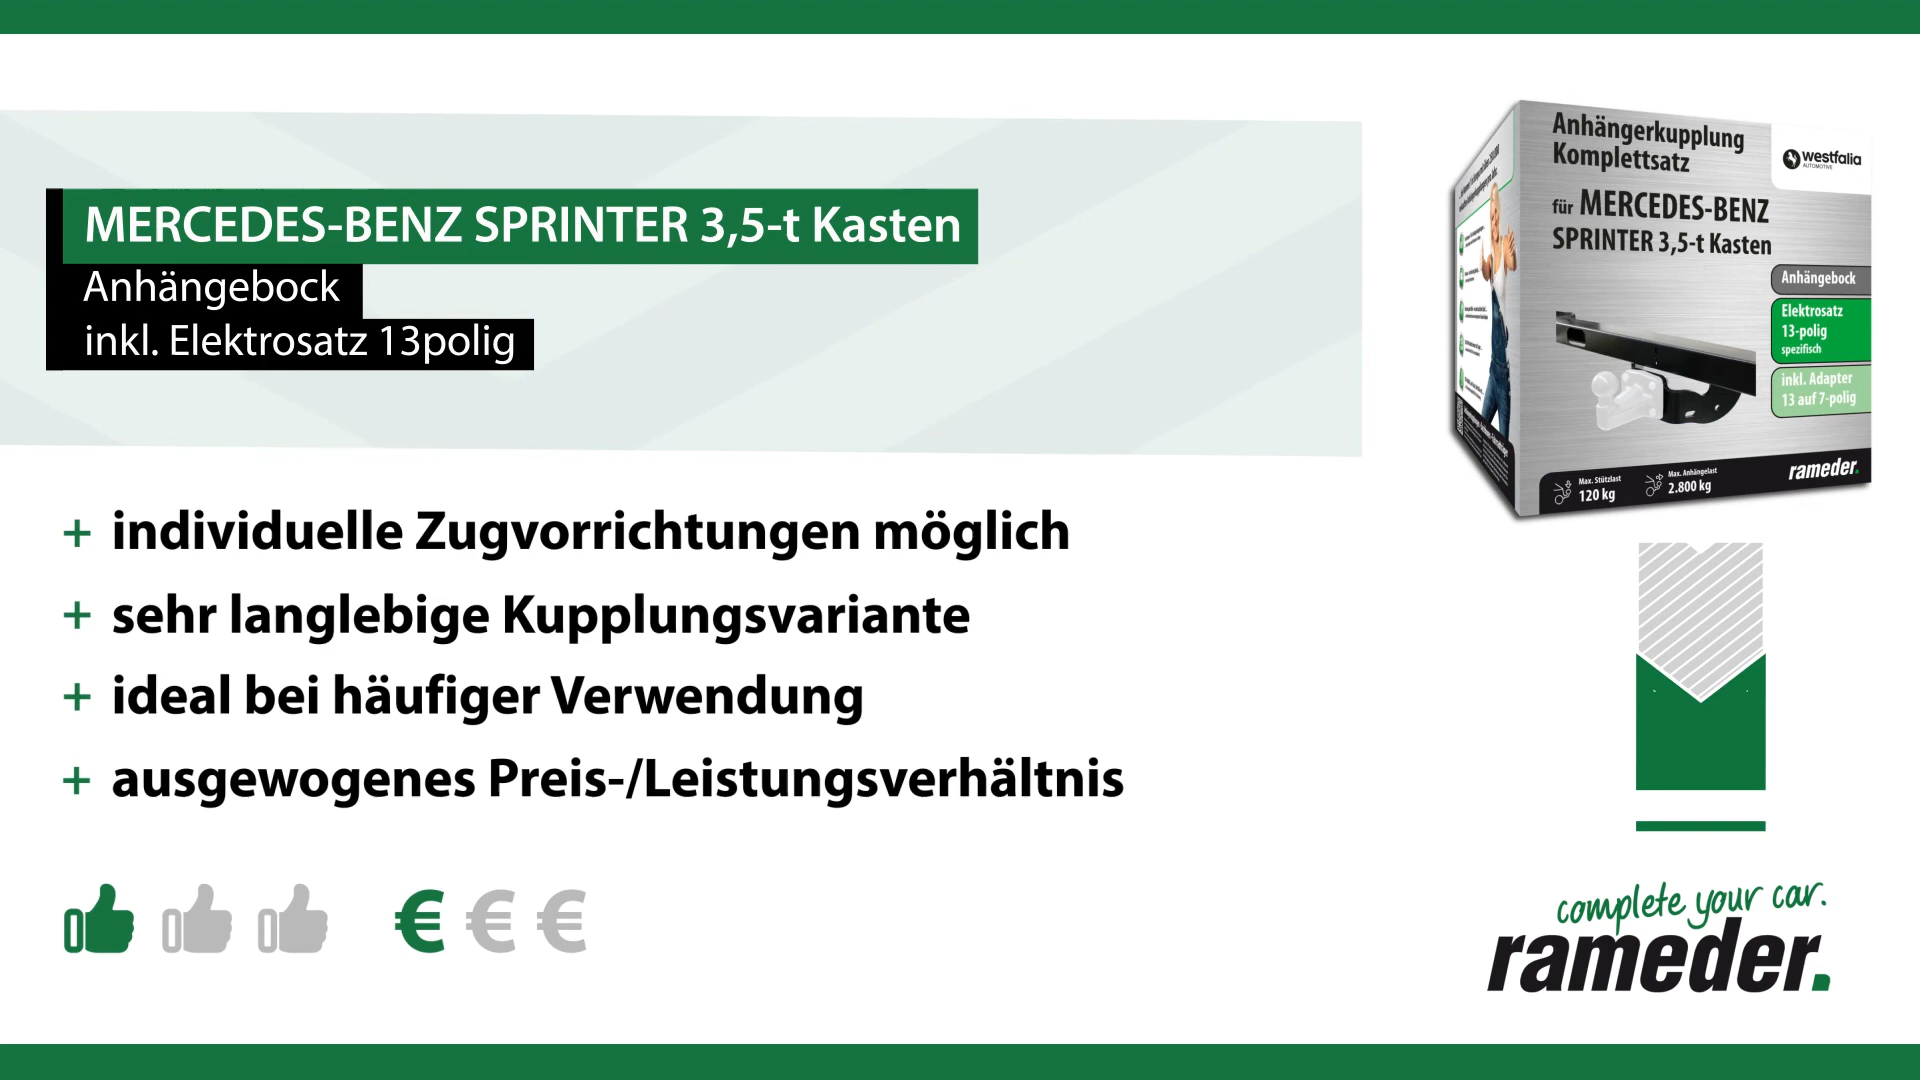 MERCEDES-BENZ SPRINTER 3,5-t Kasten
Anhängebock
inkl. Elektrosatz 13polig
+ individuelle Zugvorrichtungen möglich
+ sehr langlebige Kupplungsvariante
+ ideal bei häufiger Verwendung
+ ausgewogenes Preis-/Leistungsverhältnis
€ € €
Anhängerkupplung
Komplettsatz
westfalia
AUTOMOTIVE
für MERCEDES-BENZ
SPRINTER 3,5-t Kasten
Anhängebock
Elektrosatz
13-polig
spezifisch
inkl. Adapter
13 auf 7-polig
Max. Stützlast
120 kg
Max. Anhängelast
2.800 kg
rameder.
complete your car.
rameder.